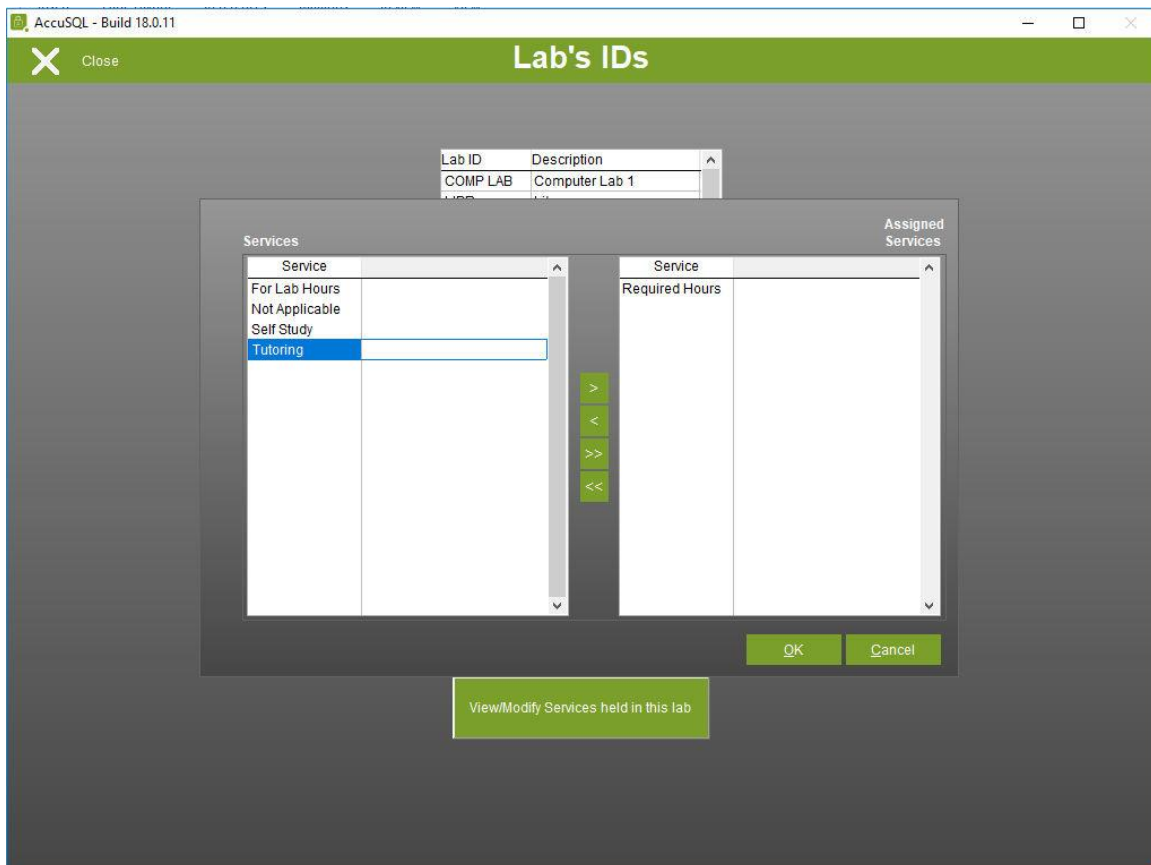 AccuSQL - Build 18.0.11
Close
Lab's IDs
Lab ID Description
COMP LAB Computer Lab 1
Services
Assigned
Services
Service
For Lab Hours
Not Applicable
Self Study
Tutoring
>
<
>>
<<
Service
Required Hours
OK Cancel
View/Modify Services held in this lab